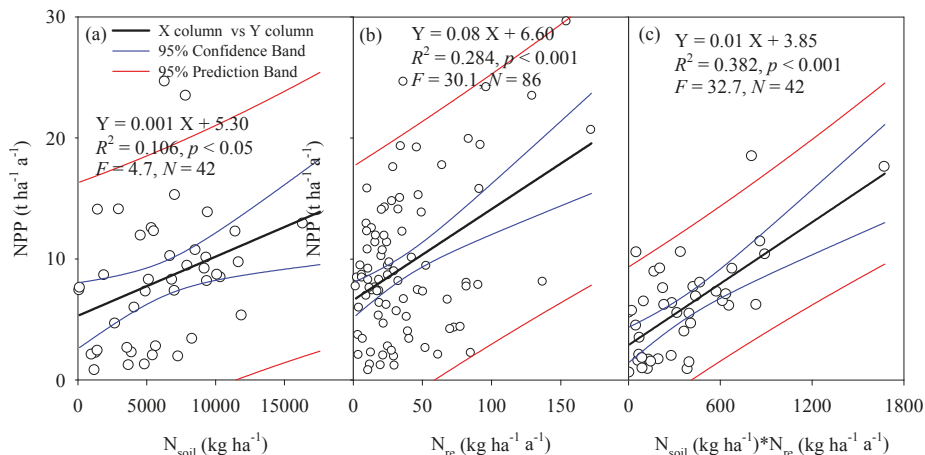 NPP (t ha⁻¹ a⁻¹)
30
20
10
0
(a)
X column vs Y column
95% Confidence Band
95% Prediction Band
Y = 0.001 X + 5.30
R² = 0.106, p < 0.05
F = 4.7, N = 42
0 5000 10000 15000
N_soil (kg ha⁻¹)
NPP (t ha⁻¹ a⁻¹)
(b)
Y = 0.08 X + 6.60
R² = 0.284, p < 0.001
F = 30.1, N = 86
0 50 100 150
N_re (kg ha⁻¹ a⁻¹)
(c)
Y = 0.01 X + 3.85
R² = 0.382, p < 0.001
F = 32.7, N = 42
0 600 1200 1800
N_soil (kg ha⁻¹)*N_re (kg ha⁻¹ a⁻¹)